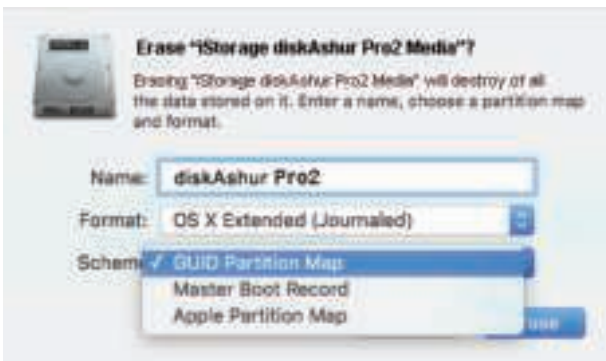 Erase "iStorage diskAshur Pro2 Media"?
Erasing "iStorage diskAshur Pro2 Media" will destroy of all
the data stored on it. Enter a name, choose a partition map
and format.
Name: diskAshur Pro2
Format: OS X Extended (Journaled)
Schem ✓ GUID Partition Map
Master Boot Record
Apple Partition Map